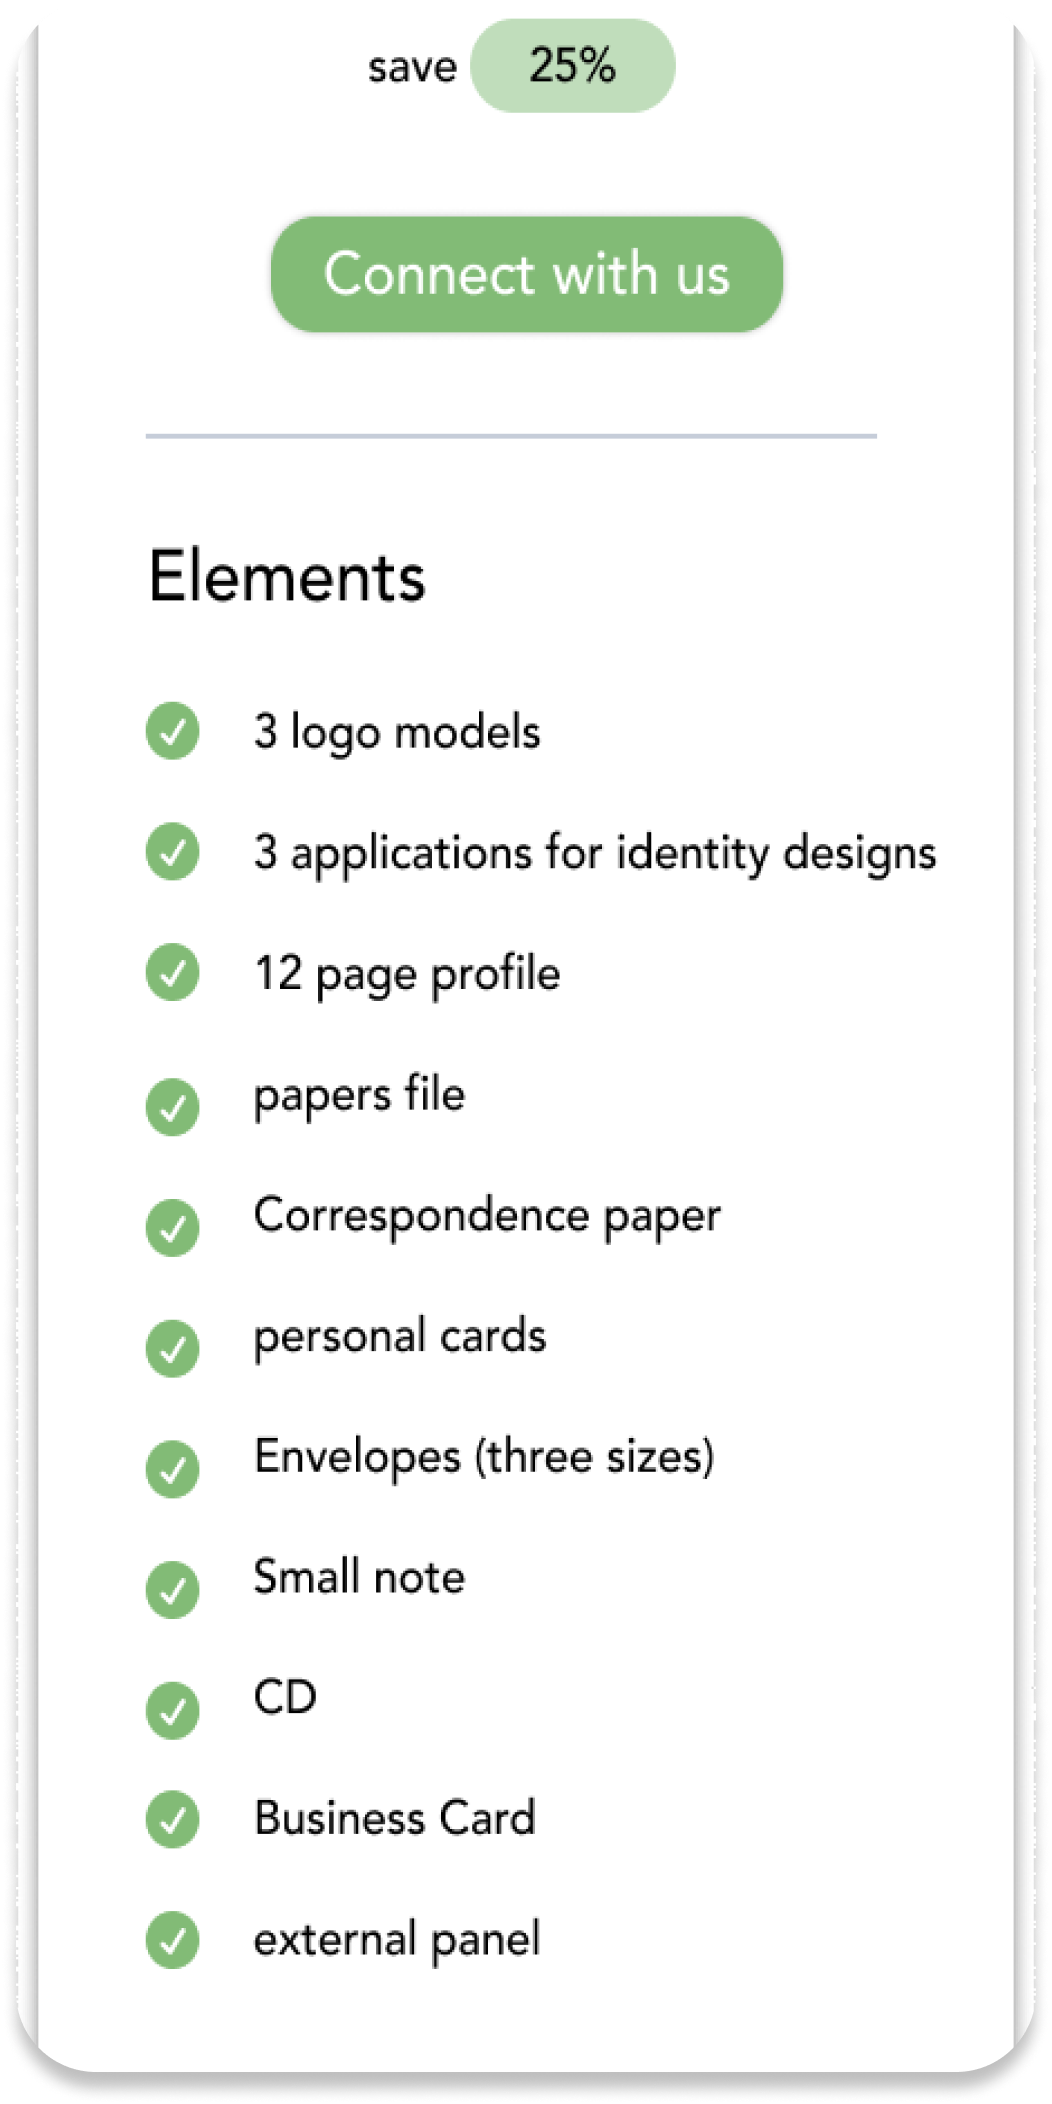 save 25%
Connect with us
Elements
3 logo models
3 applications for identity designs
12 page profile
papers file
Correspondence paper
personal cards
Envelopes (three sizes)
Small note
CD
Business Card
external panel